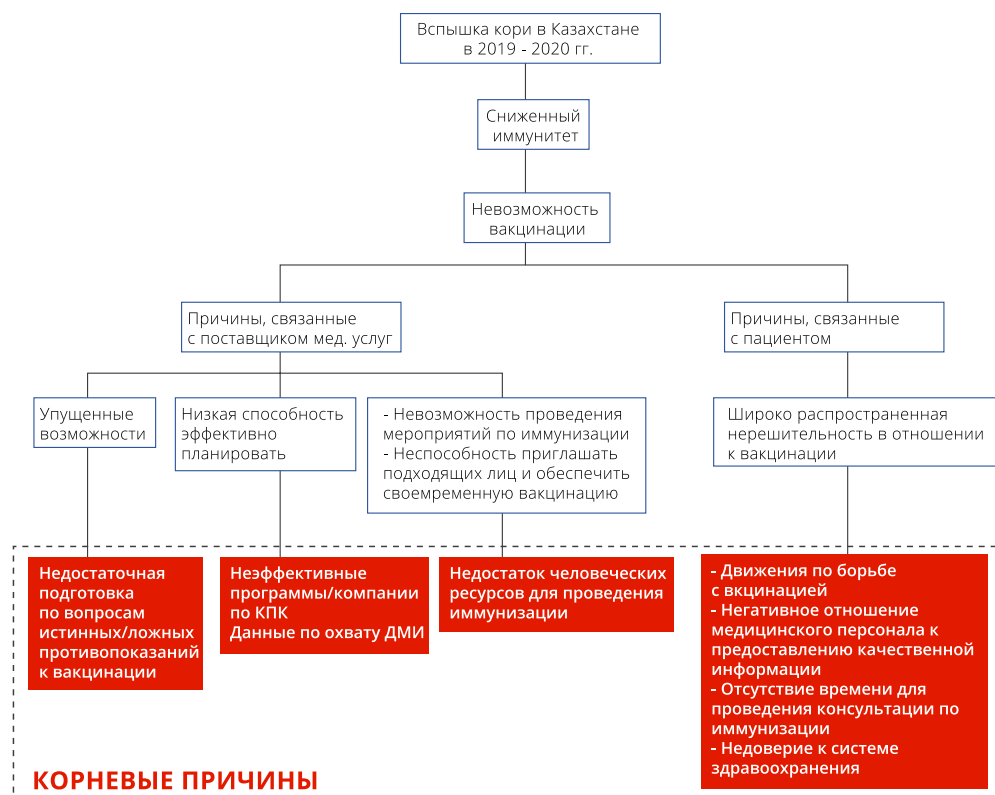 Вспышка кори в Казахстане
в 2019 - 2020 гг.
Сниженный
иммунитет
Невозможность
вакцинации
Причины, связанные
с поставщиком мед. услуг
Причины, связанные
с пациентом
Упущенные
возможности
Низкая способность
эффективно
планировать
- Невозможность проведения
мероприятий по иммунизации
- Неспособность приглашать
подходящих лиц и обеспечить
своемременную вакцинацию
Широко распространенная
нерешительность в отношении
к вакцинации
Недостаточная
подготовка
по вопросам
истинных/ложных
противопоказаний
к вакцинации
Неэффективные
программы/компании
по КПК
Данные по охвату ДМИ
Недостаток человеческих
ресурсов для проведения
иммунизации
- Движения по борьбе
с вкцинацией
- Негативное отношение
медицинского персонала к
предоставлению качественной
информации
- Отсутствие времени для
проведения консультации по
иммунизации
- Недоверие к системе
здравоохранения
КОРНЕВЫЕ ПРИЧИНЫ